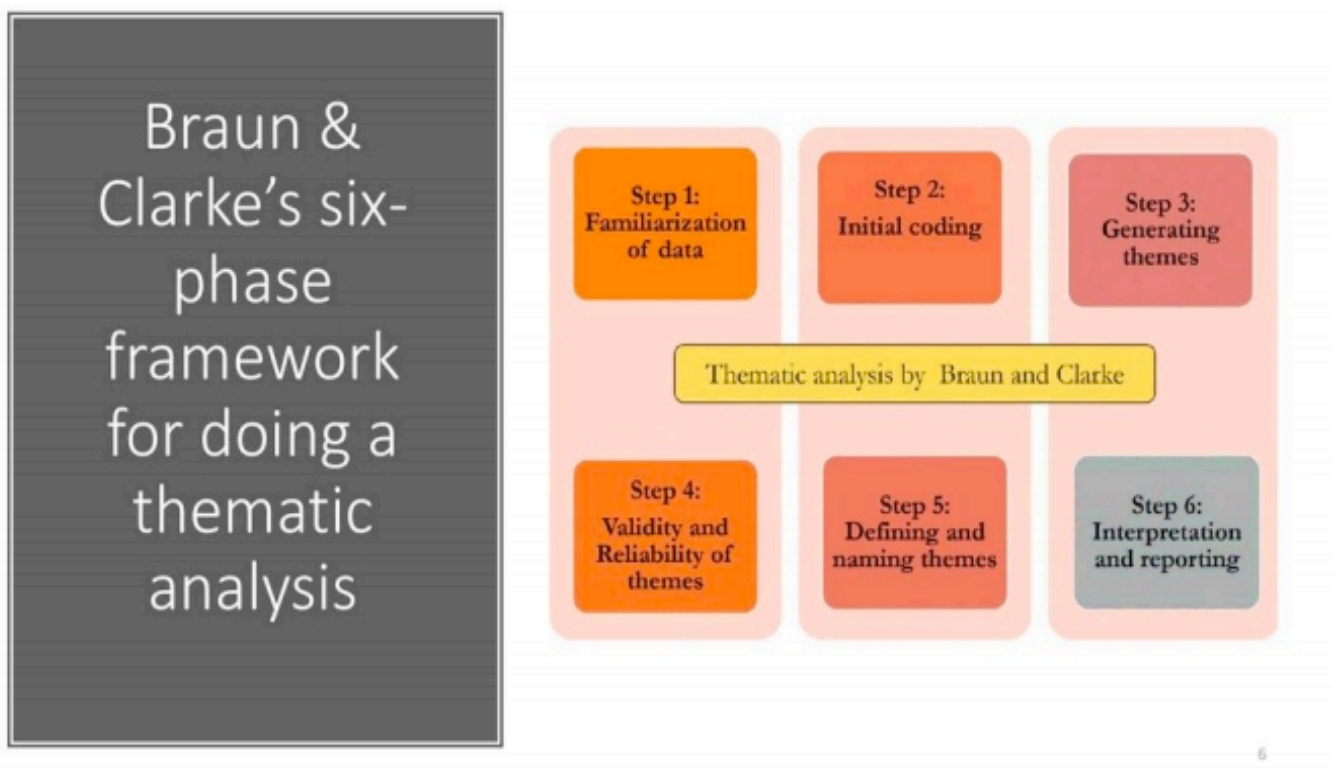 Braun &
Clarke’s six-
phase
framework
for doing a
thematic
analysis
Step 1:
Familiarization
of data
Step 2:
Initial coding
Step 3:
Generating
themes
Thematic analysis by Braun and Clarke
Step 4:
Validity and
Reliability of
themes
Step 5:
Defining and
naming themes
Step 6:
Interpretation
and reporting
6